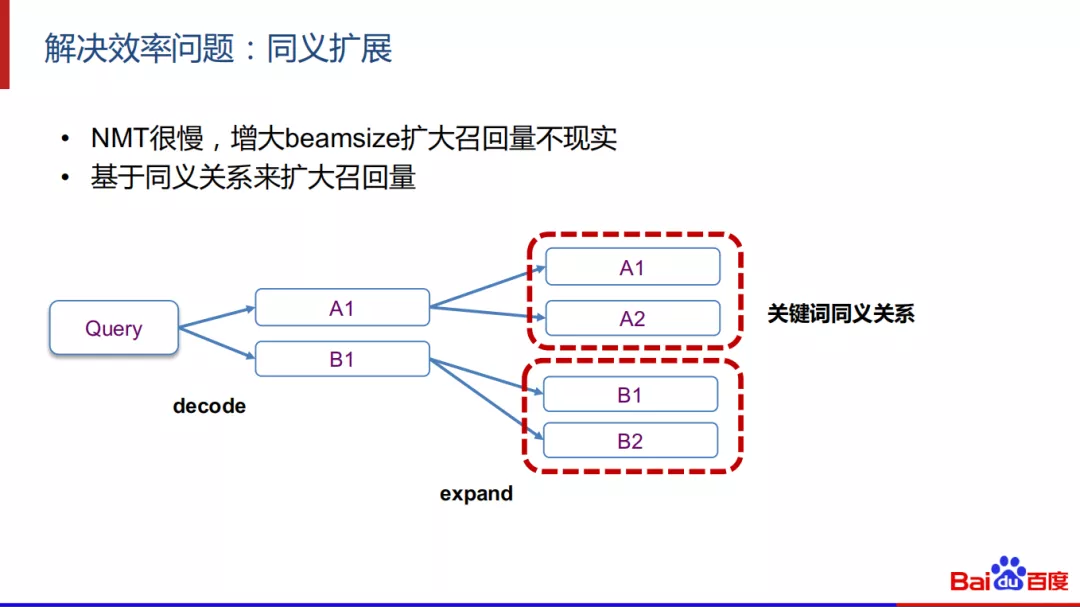 解决效率问题：同义扩展
• NMT很慢，增大beamsize扩大召回量不现实
• 基于同义关系来扩大召回量
Query
A1
B1
decode
A1
A2
B1
B2
关键词同义关系
expand
Bai du 百度